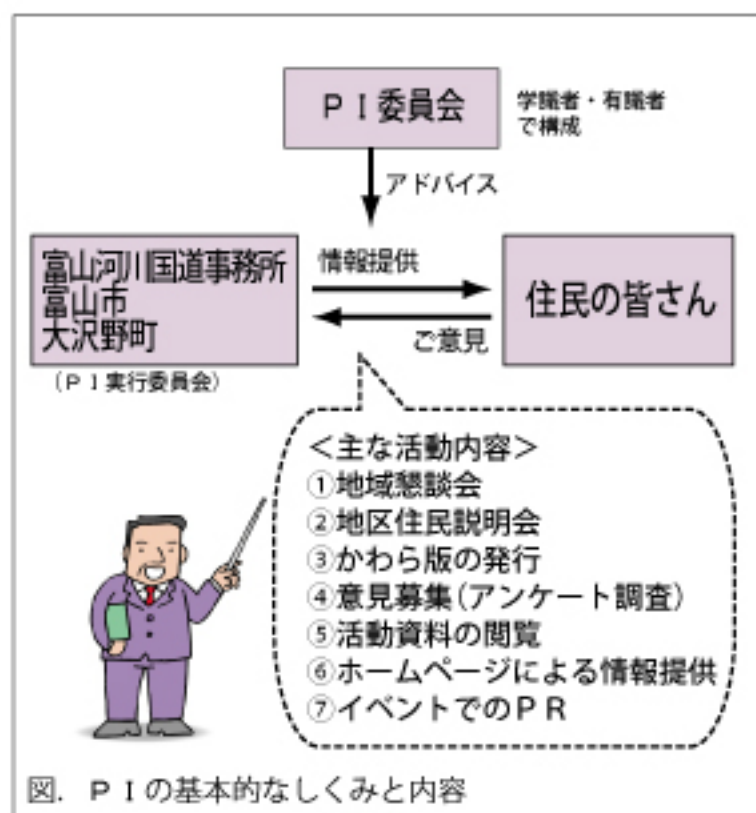 ＰＩ委員会
学識者・有識者
で構成
アドバイス
富山河川国道事務所
富山市
大沢野町
（ＰＩ実行委員会）
情報提供
ご意見
住民の皆さん
＜主な活動内容＞
①地域懇談会
②地区住民説明会
③かわら版の発行
④意見募集（アンケート調査）
⑤活動資料の閲覧
⑥ホームページによる情報提供
⑦イベントでのＰＲ
図．ＰＩの基本的なしくみと内容